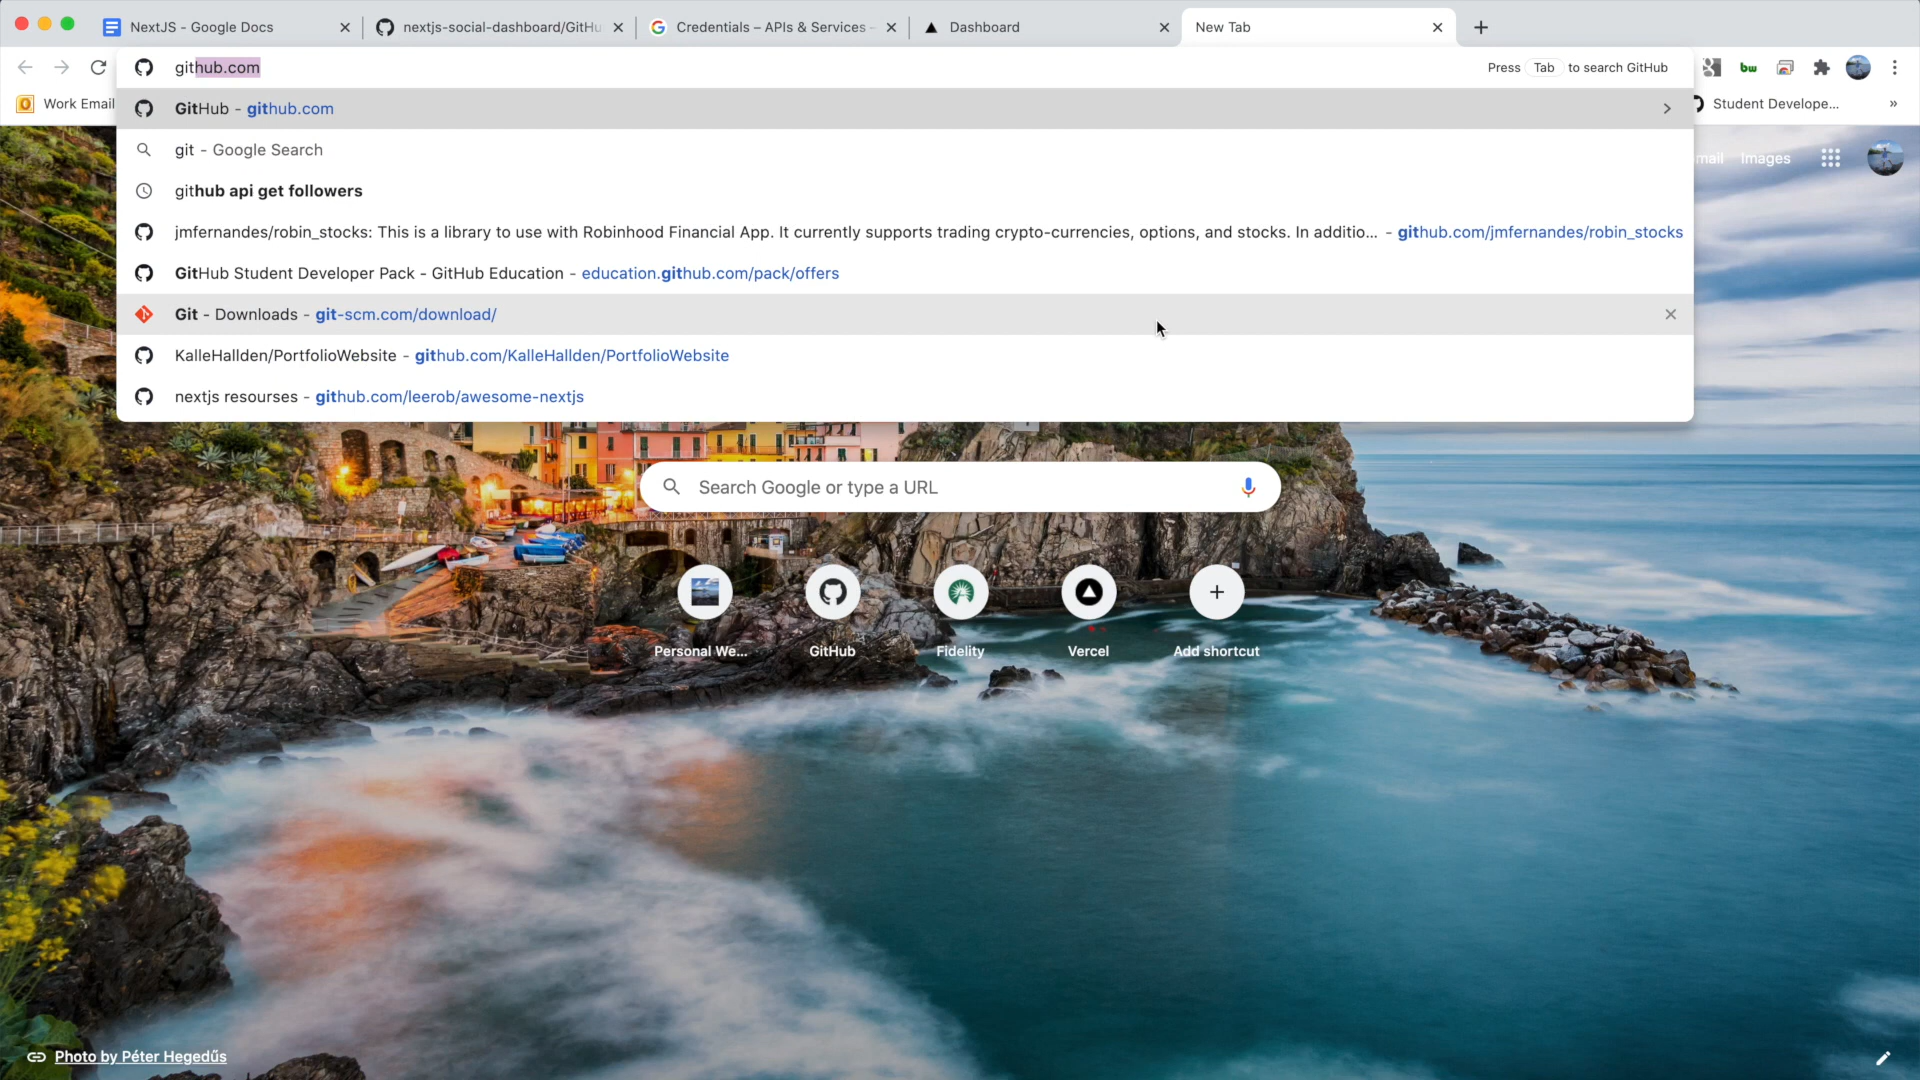 NextJS - Google Docs
nextjs-social-dashboard/GitHu
Credentials – APIs & Services –
Dashboard
New Tab
github.com
Press Tab to search GitHub
Work Email
GitHub - github.com
Student Develope...
»
git - Google Search
mail
Images
github api get followers
jmfernandes/robin_stocks: This is a library to use with Robinhood Financial App. It currently supports trading crypto-currencies, options, and stocks. In additio... - github.com/jmfernandes/robin_stocks
GitHub Student Developer Pack - GitHub Education - education.github.com/pack/offers
Git - Downloads - git-scm.com/download/
KalleHallden/PortfolioWebsite - github.com/KalleHallden/PortfolioWebsite
nextjs resourses - github.com/leerob/awesome-nextjs
Search Google or type a URL
Personal We...
GitHub
Fidelity
Vercel
Add shortcut
Photo by Péter Hegedűs